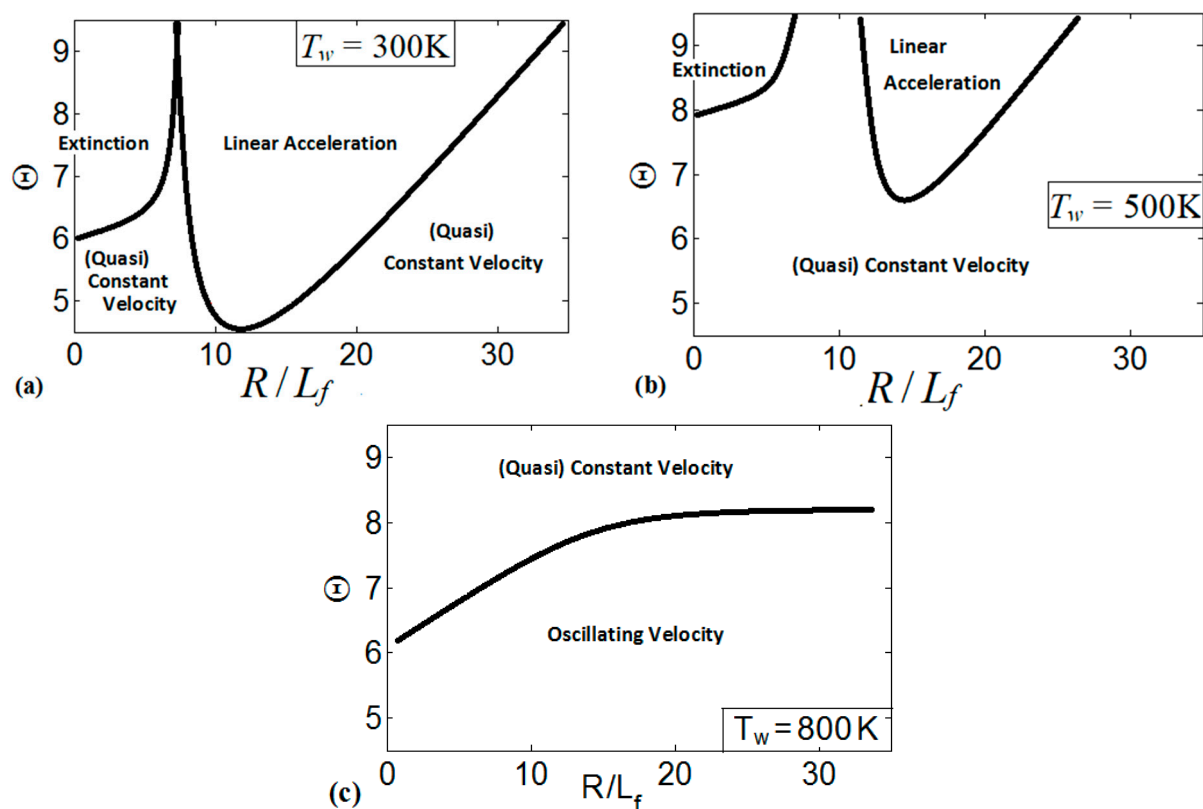 9
8
7
6
5
Θ
T_w = 300K
Extinction
Linear Acceleration
(Quasi)
Constant
Velocity
(Quasi)
Constant Velocity
0
10
20
30
(a)
R / L_f
9
8
7
6
5
Θ
Extinction
Linear
Acceleration
T_w = 500K
(Quasi) Constant Velocity
0
10
20
30
(b)
R / L_f
9
8
7
6
5
Θ
(Quasi) Constant Velocity
Oscillating Velocity
T_w = 800 K
0
10
20
30
(c)
R/L_f